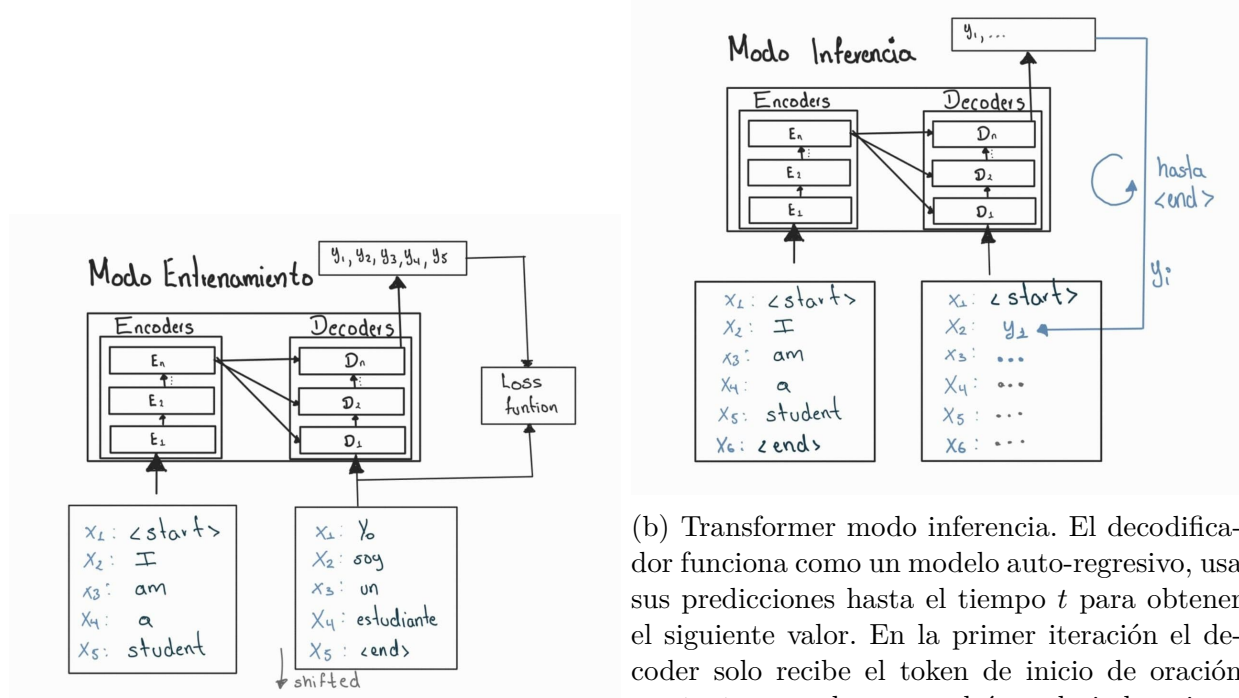 Modo Entrenamiento
y₁, y₂, y₃, y₄, y₅
Encoders
Decoders
Eₙ
E₂
E₁
Dₙ
D₂
D₁
Loss
funtion
X₁: <start>
X₂: I
X₃: am
X₄: a
X₅: student
X₁: Yo
X₂: soy
X₃: un
X₄: estudiante
X₅: <end>
shifted
Modo Inferencia
y₁, ...
Encoders
Decoders
Eₙ
E₂
E₁
Dₙ
D₂
D₁
hasta
<end>
yᵢ
X₁: <start>
X₂: I
X₃: am
X₄: a
X₅: student
X₆: <end>
X₁: <start>
X₂: y₁
X₃: ...
X₄: ...
X₅: ...
X₆: ...
(b) Transformer modo inferencia. El decodifica-
dor funciona como un modelo auto-regresivo, usa
sus predicciones hasta el tiempo t para obtener
el siguiente valor. En la primer iteración el de-
coder solo recibe el token de inicio de oración